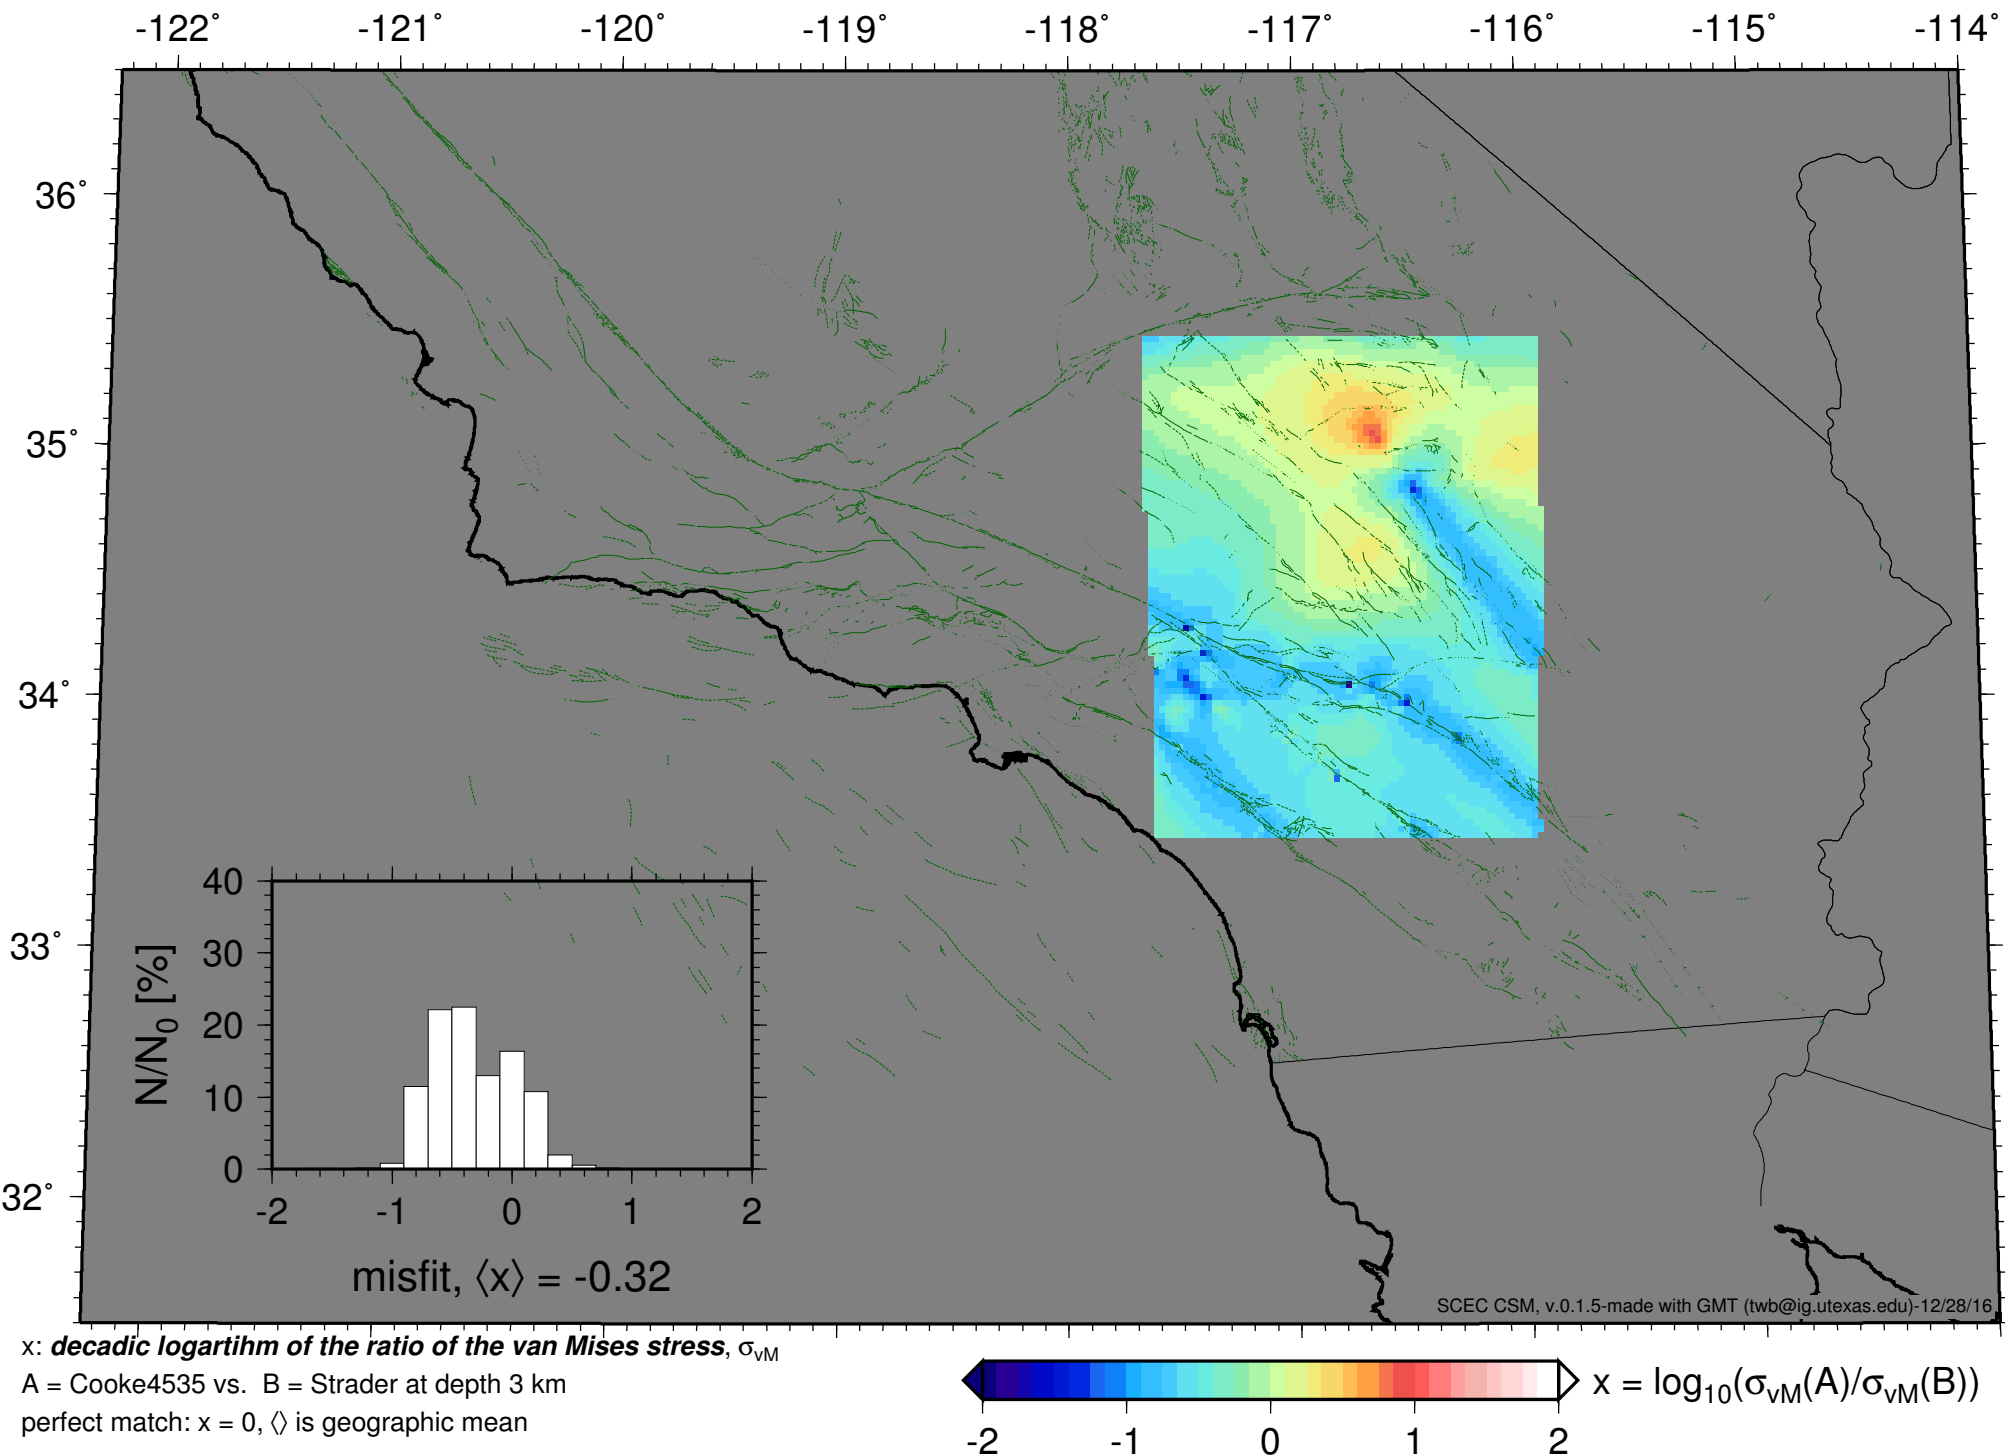 -122˚ -121˚ -120˚ -119˚ -118˚ -117˚ -116˚ -115˚ -114˚
36˚
35˚
34˚
33˚
32˚
40
30
20
10
0
N/N0 [%]
-2 -1 0 1 2
misfit, ⟨x⟩ = -0.32
SCEC CSM, v.0.1.5-made with GMT (twb@ig.utexas.edu)-12/28/16
x: decadic logartihm of the ratio of the van Mises stress, σvM
A = Cooke4535 vs. B = Strader at depth 3 km
perfect match: x = 0, ⟨⟩ is geographic mean
x = log10(σvM(A)/σvM(B))
-2 -1 0 1 2